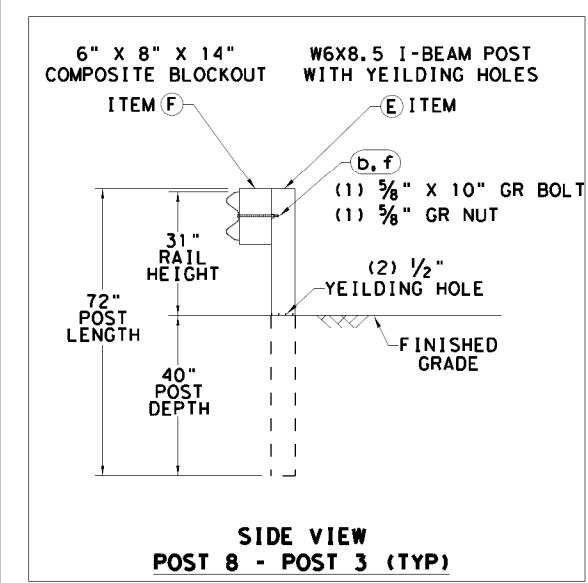 6" X 8" X 14"
COMPOSITE BLOCKOUT
ITEM F
W6X8.5 I-BEAM POST
WITH YEILDING HOLES
E ITEM
b, f
(1) 5/8" X 10" GR BOLT
(1) 5/8" GR NUT
31"
RAIL
HEIGHT
(2) 1/2"
YEILDING HOLE
72"
POST
LENGTH
FINISHED
GRADE
40"
POST
DEPTH
SIDE VIEW
POST 8 - POST 3 (TYP)